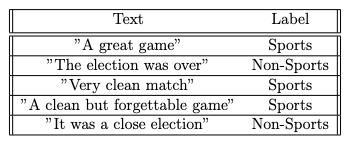 Text Label
"A great game" Sports
"The election was over" Non-Sports
"Very clean match" Sports
"A clean but forgettable game" Sports
"It was a close election" Non-Sports